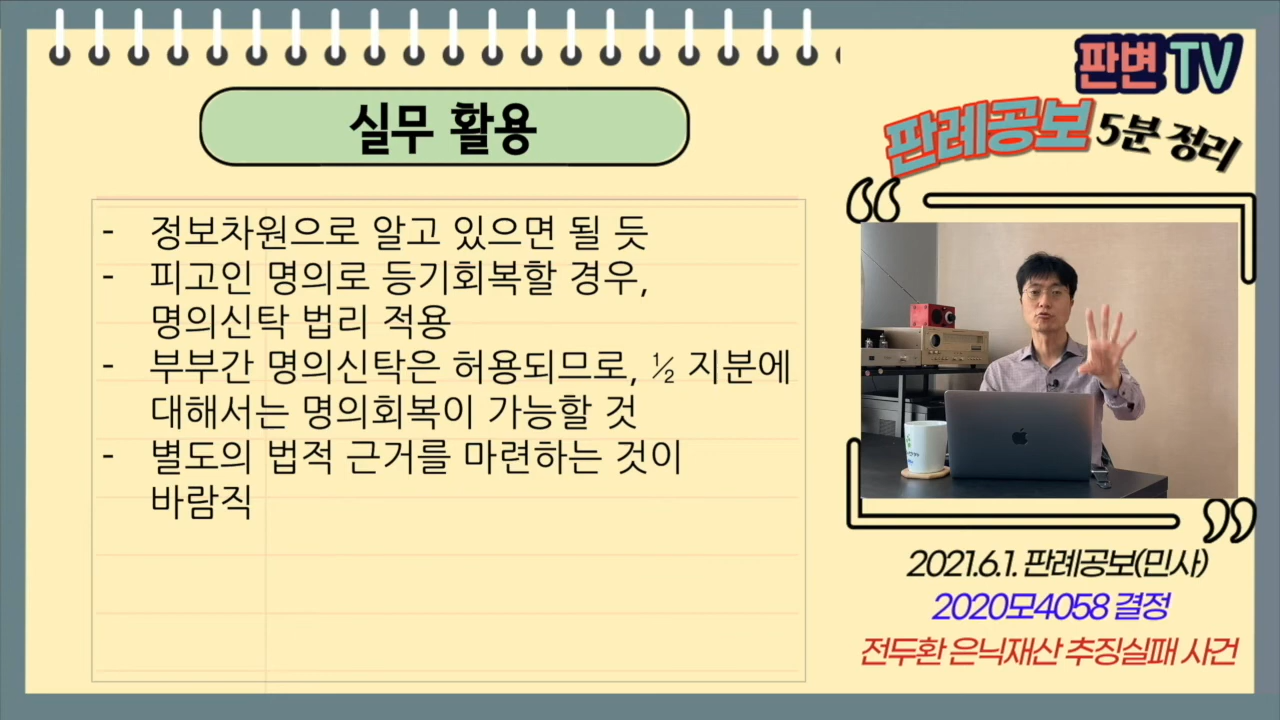 판변 TV
판례공보 5분 정리
실무 활용
- 정보차원으로 알고 있으면 될 듯
- 피고인 명의로 등기회복할 경우,
명의신탁 법리 적용
- 부부간 명의신탁은 허용되므로, ½ 지분에
대해서는 명의회복이 가능할 것
- 별도의 법적 근거를 마련하는 것이
바람직
2021.6.1. 판례공보(민사)
2020모4058 결정
전두환 은닉재산 추징실패 사건